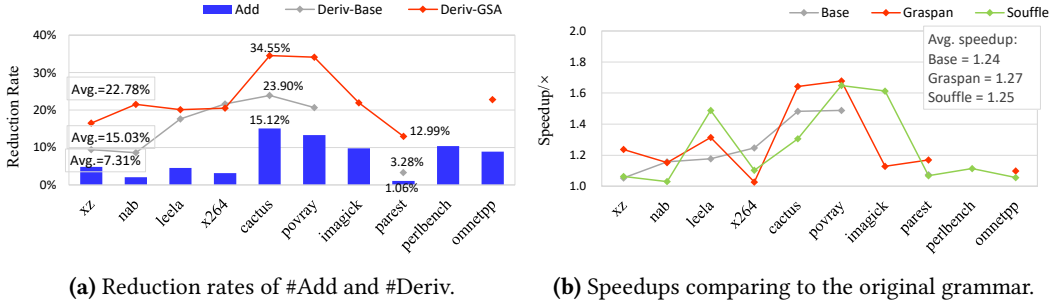 Add Deriv-Base Deriv-GSA
40%
30%
20%
10%
0%
Reduction Rate
34.55%
23.90%
15.12%
12.99%
3.28%
1.06%
Avg.=22.78%
Avg.=15.03%
Avg.=7.31%
xz nab leela x264 cactus povray imagick parest perlbench omnetpp
(a) Reduction rates of #Add and #Deriv.
Base Graspan Souffle
2.0
1.8
1.6
1.4
1.2
1.0
Speedup/×
Avg. speedup:
Base = 1.24
Graspan = 1.27
Souffle = 1.25
xz nab leela x264 cactus povray imagick parest perlbench omnetpp
(b) Speedups comparing to the original grammar.